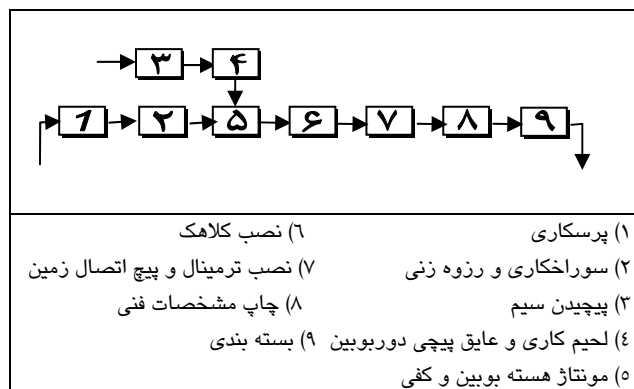 ۳ ۴
1 ۲ ۵ ۶ ۷ ۸ ۹
۱) پرسکاری
۲) سوراخکاری و رزوه زنی
۳) پیچیدن سیم
٤) لحیم کاری و عایق پیچی دوربوبین
٥) مونتاژ هسته بوبین و کفی
٦) نصب کلاهک
۷) نصب ترمینال و پیچ اتصال زمین
۸) چاپ مشخصات فنی
۹) بسته بندی